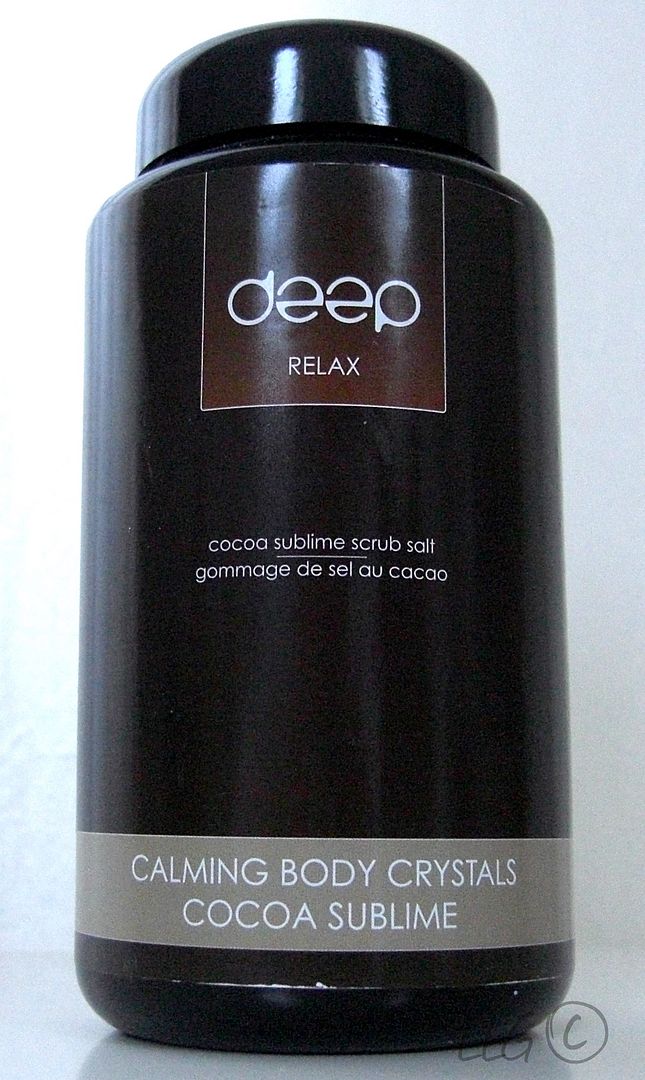 deep
RELAX
cocoa sublime scrub salt
gommage de sel au cacao
CALMING BODY CRYSTALS
COCOA SUBLIME